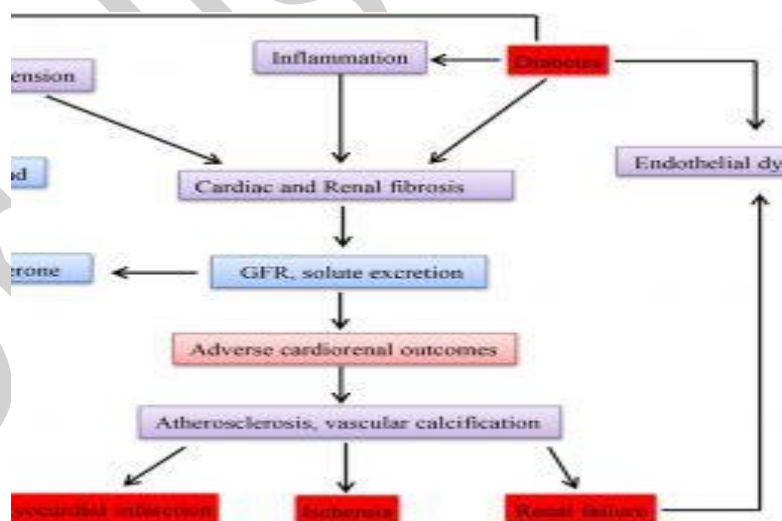 Inflammation
Diabetes
ension
Cardiac and Renal fibrosis
Endothelial dy
nd
erone
GFR, solute excretion
Adverse cardiorenal outcomes
Atherosclerosis, vascular calcification
yocardial infarction
Ischemia
Renal failure